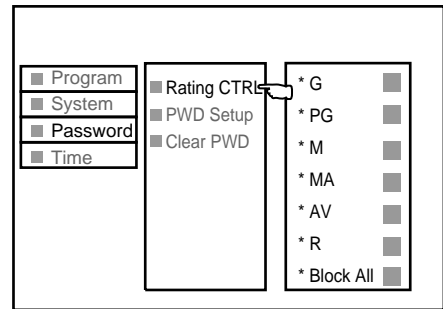 Program
System
Password
Time
Rating CTRL
PWD Setup
Clear PWD
* G
* PG
* M
* MA
* AV
* R
* Block All